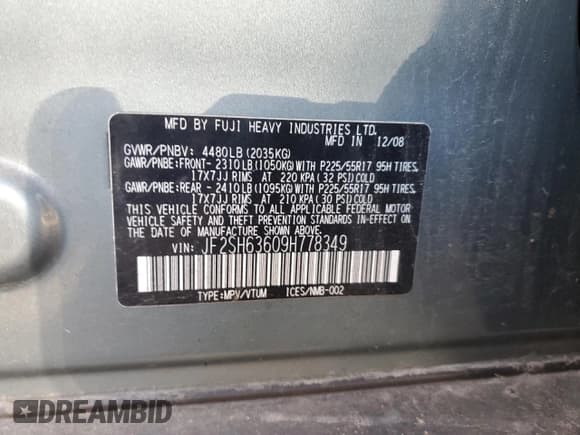 MFD BY FUJI HEAVY INDUSTRIES LTD.
MFD IN 12/08
GVWR/PNBV: 4480LB (2035KG)
GAWR/PNBE:FRONT- 2310LB(1050KG)WITH P225/55R17 95H TIRES,
17X7JJ RIMS AT 220 KPA(32 PSI)COLD
GAWR/PNBE:REAR - 2410LB(1095KG)WITH P225/55R17 95H TIRES,
17X7JJ RIMS AT 210 KPA(30 PSI)COLD
THIS VEHICLE CONFORMS TO ALL APPLICABLE FEDERAL MOTOR
VEHICLE SAFETY AND THEFT PREVENTION STANDARDS IN EFFECT ON
THE DATE OF MANUFACTURE SHOWN ABOVE.
VIN: JF2SH63609H778349
TYPE:MPV/VTUM ICES/NMB-002
DREAMBID